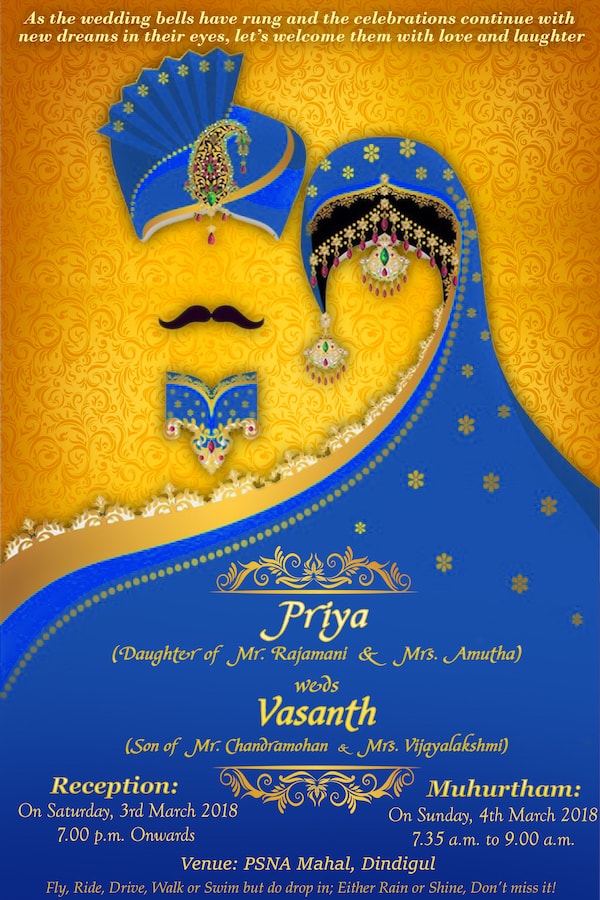 As the wedding bells have rung and the celebrations continue with
new dreams in their eyes, let's welcome them with love and laughter
Priya
(Daughter of Mr. Rajamani & Mrs. Amutha)
weds
Vasanth
(Son of Mr. Chandramohan & Mrs. Vijayalakshmi)
Reception:
On Saturday, 3rd March 2018
7.00 p.m. Onwards
Muhurtham:
On Sunday, 4th March 2018
7.35 a.m. to 9.00 a.m.
Venue: PSNA Mahal, Dindigul
Fly, Ride, Drive, Walk or Swim but do drop in; Either Rain or Shine, Don't miss it!